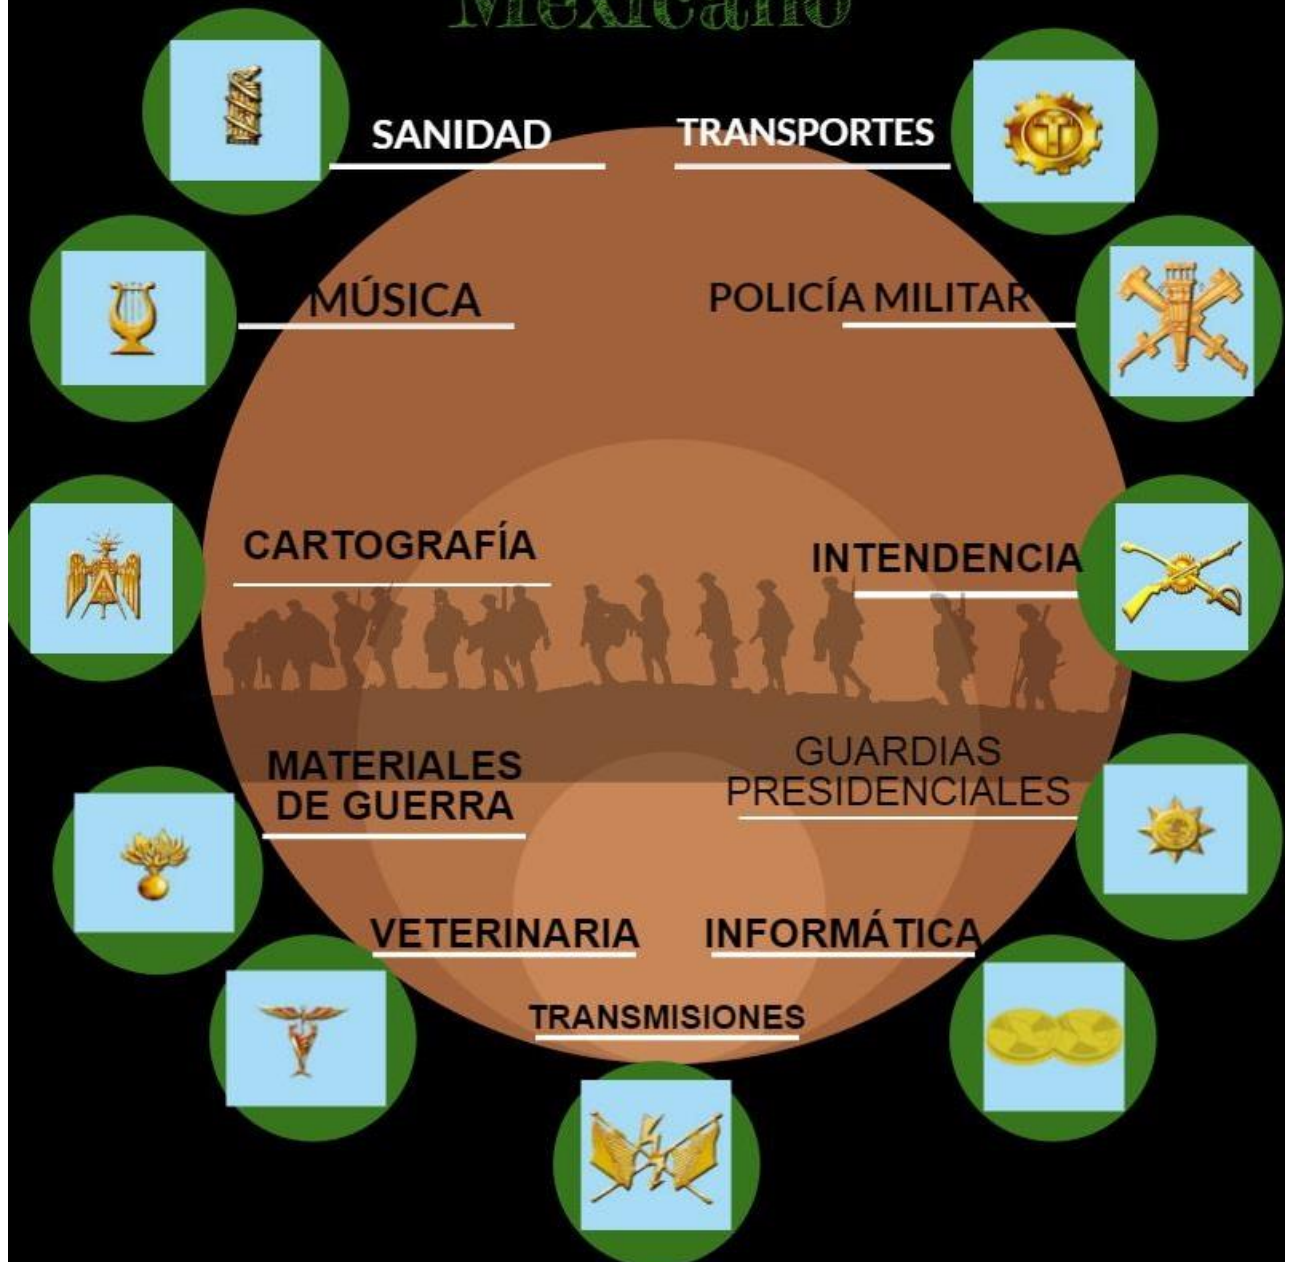 Mexicano
SANIDAD
TRANSPORTES
MÚSICA
POLICÍA MILITAR
CARTOGRAFÍA
INTENDENCIA
MATERIALES
DE GUERRA
GUARDIAS
PRESIDENCIALES
VETERINARIA
INFORMÁTICA
TRANSMISIONES